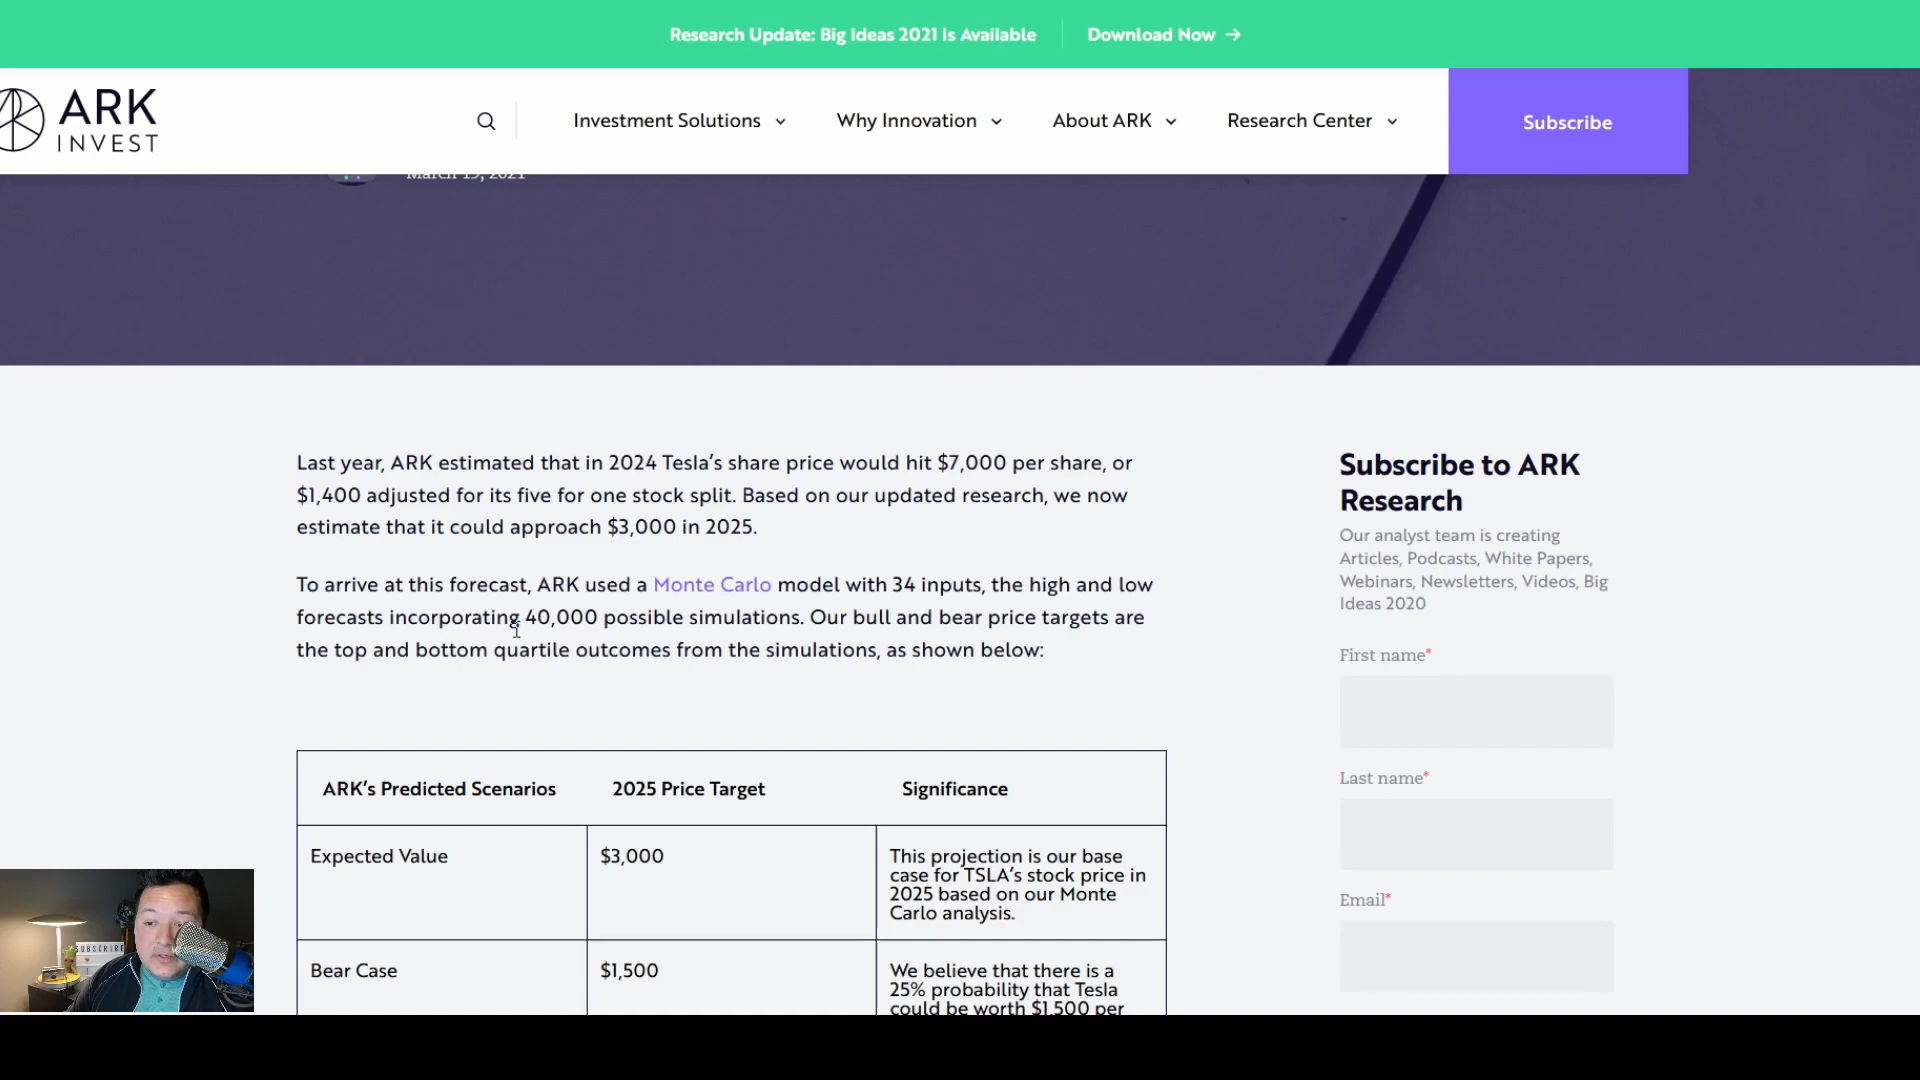 Research Update: Big Ideas 2021 Is Available
Download Now →
ARK
INVEST
Investment Solutions
Why Innovation
About ARK
Research Center
Subscribe
March 19, 2021
Last year, ARK estimated that in 2024 Tesla’s share price would hit $7,000 per share, or
$1,400 adjusted for its five for one stock split. Based on our updated research, we now
estimate that it could approach $3,000 in 2025.
To arrive at this forecast, ARK used a Monte Carlo model with 34 inputs, the high and low
forecasts incorporating 40,000 possible simulations. Our bull and bear price targets are
the top and bottom quartile outcomes from the simulations, as shown below:
ARK’s Predicted Scenarios
2025 Price Target
Significance
Expected Value
$3,000
This projection is our base
case for TSLA’s stock price in
2025 based on our Monte
Carlo analysis.
Bear Case
$1,500
We believe that there is a
25% probability that Tesla
could be worth $1,500 per
Subscribe to ARK
Research
Our analyst team is creating
Articles, Podcasts, White Papers,
Webinars, Newsletters, Videos, Big
Ideas 2020
First name*
Last name*
Email*
SUBSCRIBE